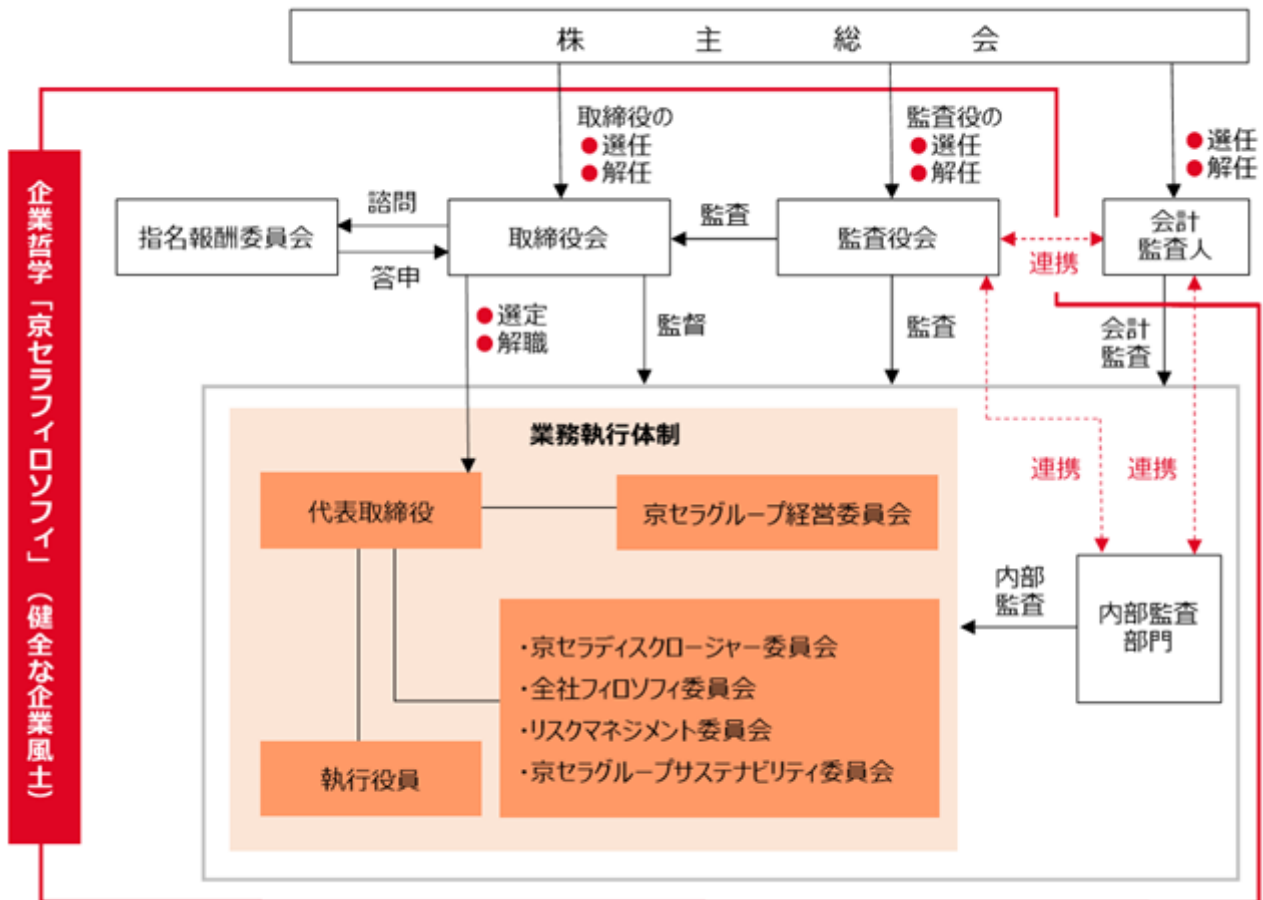 株主総会
取締役の
●選任
●解任
監査役の
●選任
●解任
●選任
●解任
企業哲学「京セラフィロソフィ」（健全な企業風土）
指名報酬委員会
諮問
答申
取締役会
監査
監査役会
連携
会計
監査人
●選定
●解職
監督
監査
会計
監査
業務執行体制
連携
連携
代表取締役
京セラグループ経営委員会
内部
監査
内部監査
部門
・京セラディスクロージャー委員会
・全社フィロソフィ委員会
・リスクマネジメント委員会
・京セラグループサステナビリティ委員会
執行役員